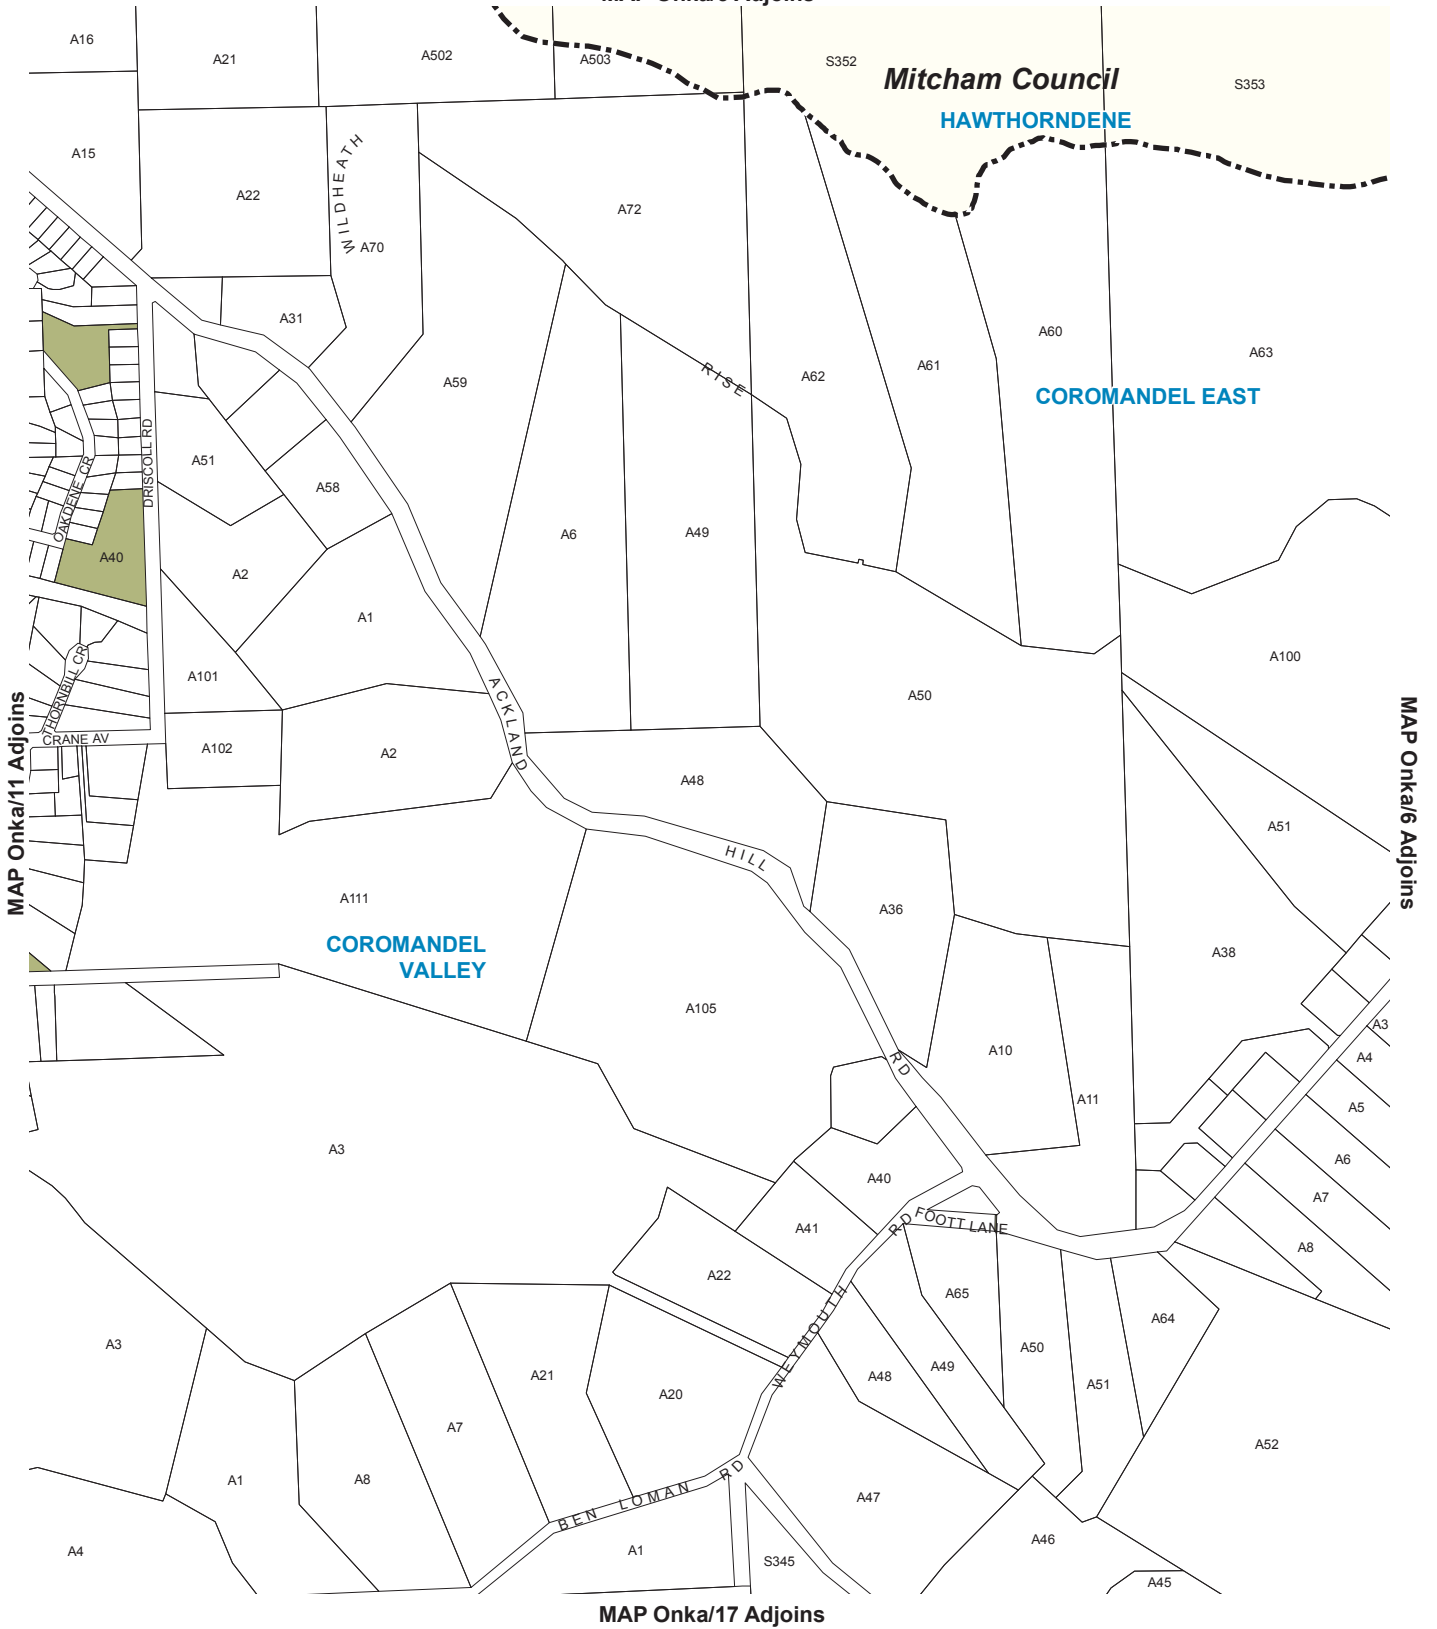 A16
A21
A502
A503
S352
Mitcham Council
S353
HAWTHORNDENE
A15
A22
WILDHEATH
A70
A72
A31
A59
RISE
A62
A61
A60
A63
COROMANDEL EAST
A51
A58
DRISCOLL RD
OAKDENE CR
A40
A6
A49
A2
A1
A101
A50
A100
THORNBILL CR
CRANE AV
A102
A2
ACKLAND
A48
A51
MAP Onka/11 Adjoins
MAP Onka/6 Adjoins
HILL
A111
COROMANDEL
VALLEY
A36
A38
A105
A10
RD
A11
A3
A4
A5
A6
A7
A8
A3
A40
A41
RD
FOOTT LANE
A22
A65
WEYMOUTH
A64
A50
A51
A49
A48
A3
A21
A20
A7
A8
A1
A52
RD
BEN LOMAN
A47
A4
A1
S345
A46
A45
MAP Onka/17 Adjoins